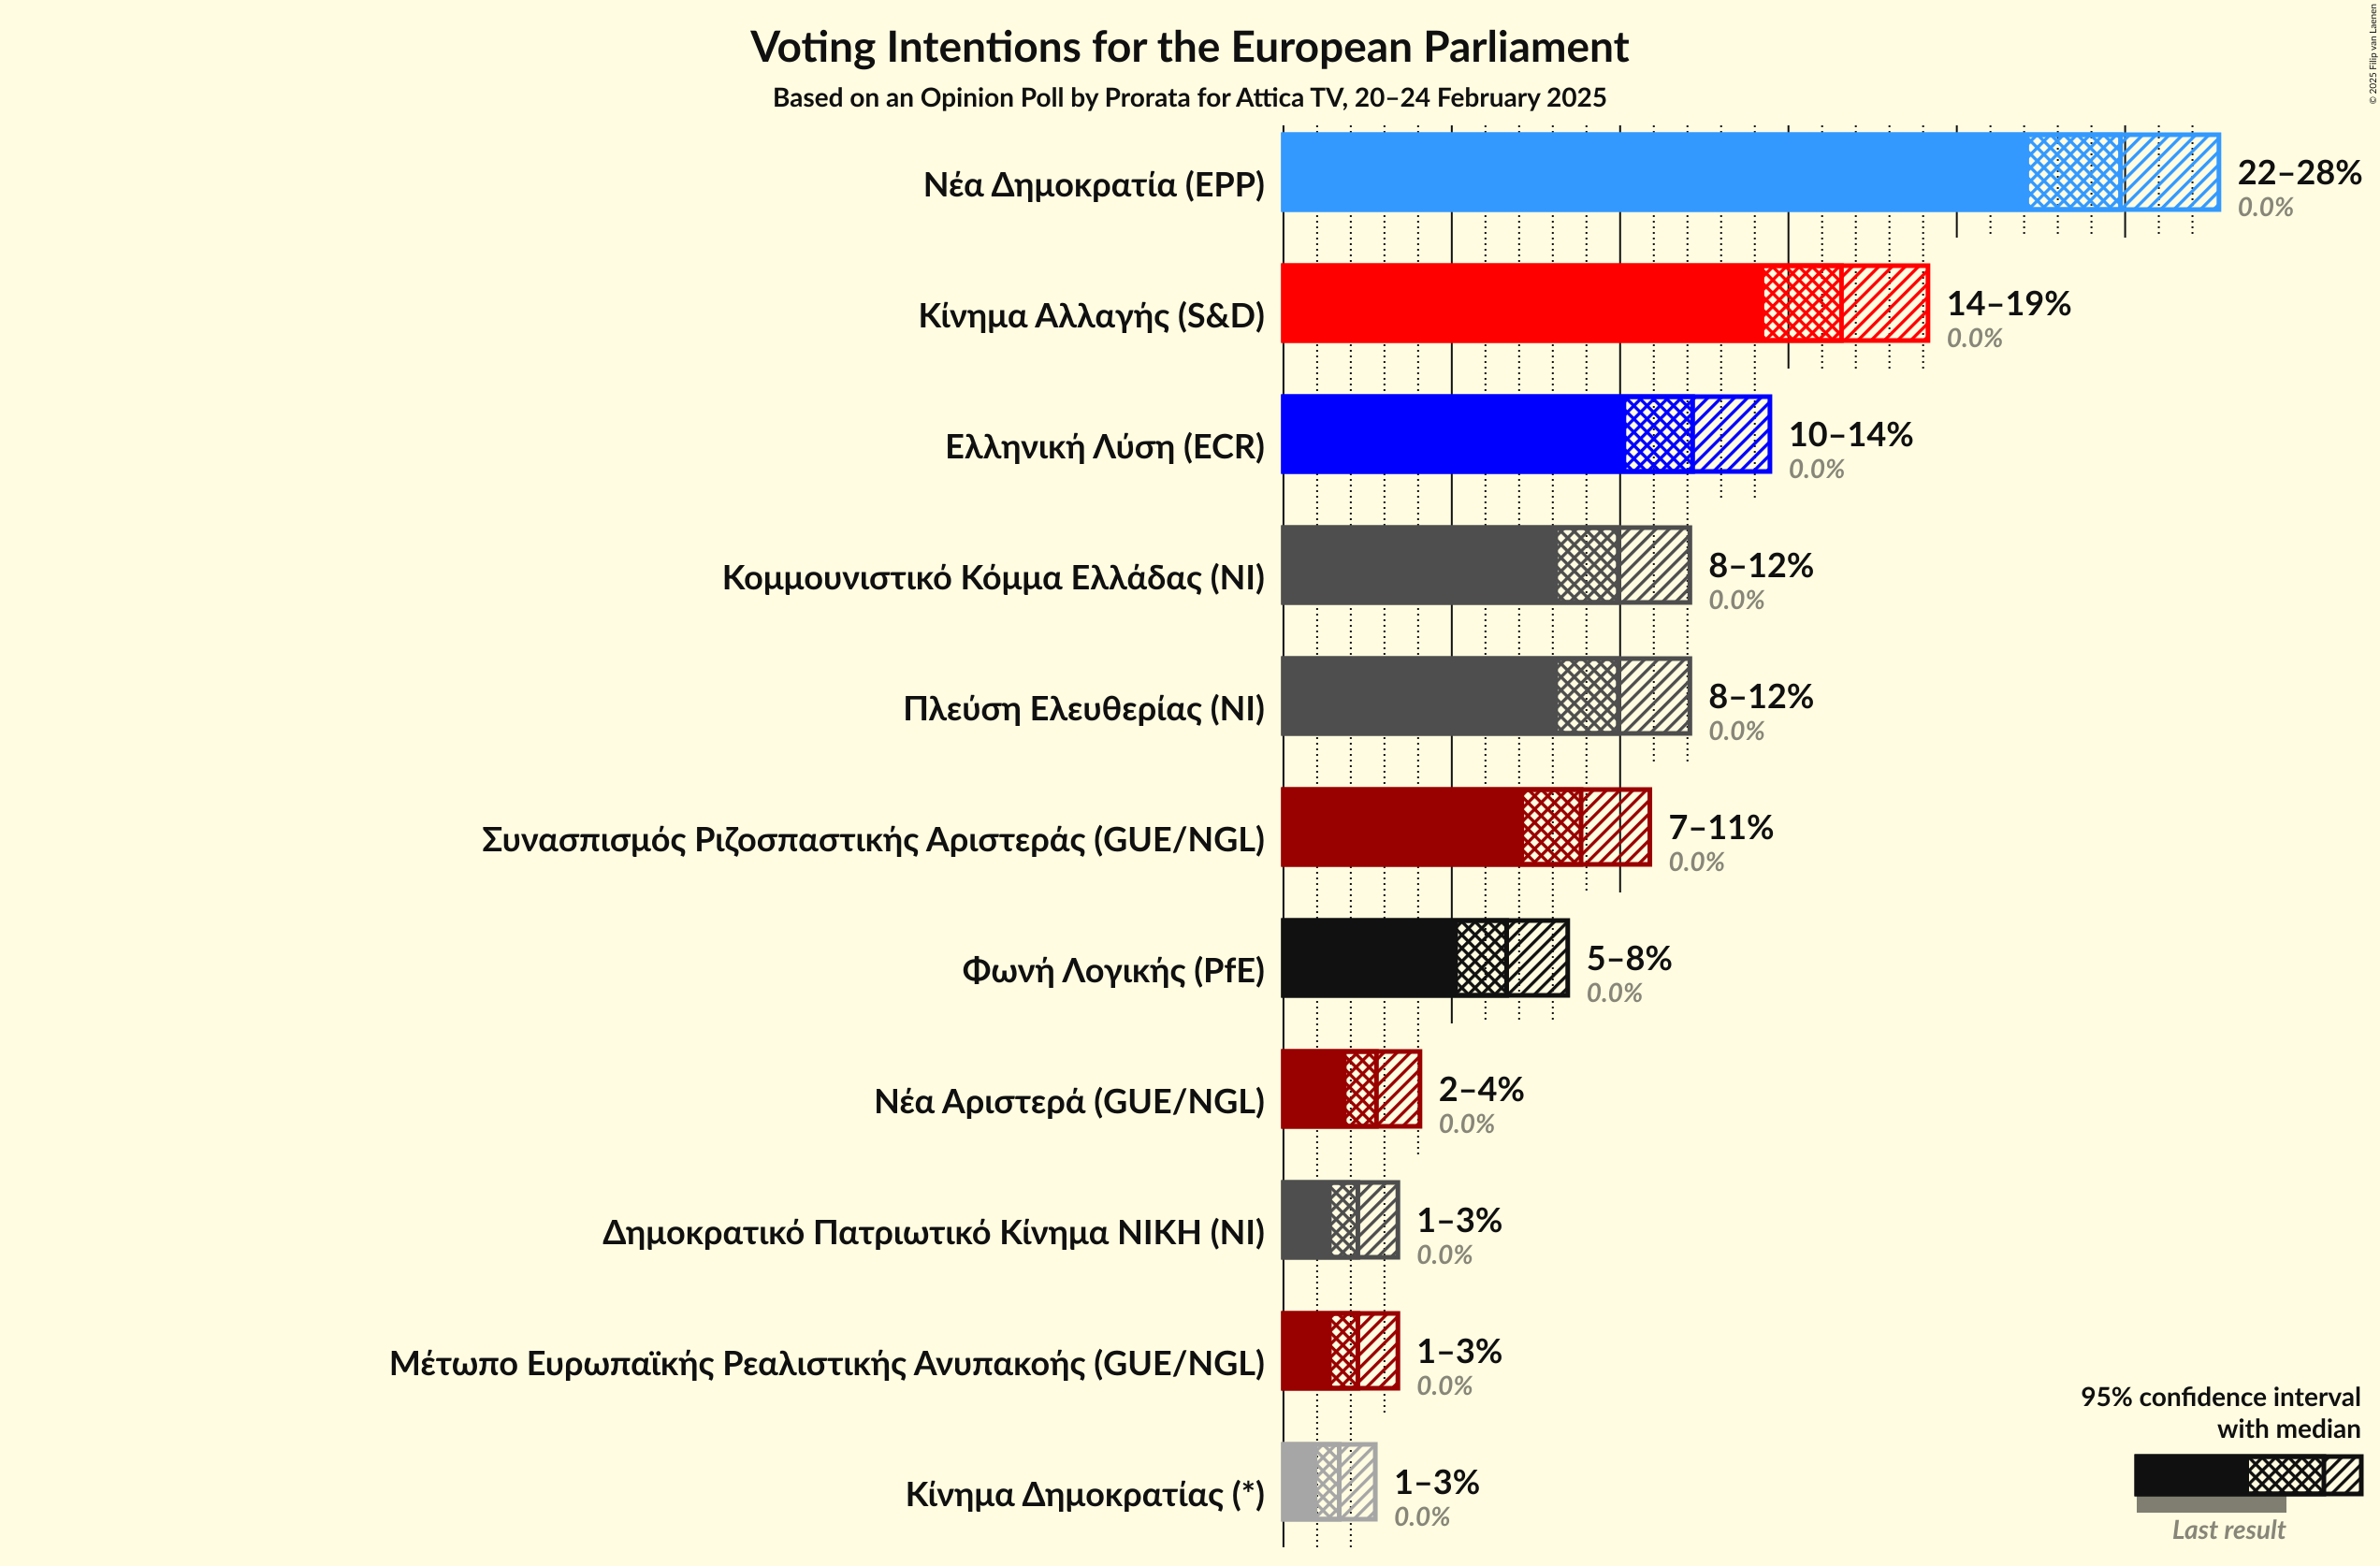 Voting Intentions for the European Parliament
Based on an Opinion Poll by Prorata for Attica TV, 20–24 February 2025
© 2025 Filip van Laenen
Νέα Δημοκρατία (EPP)
22–28%
0.0%
Κίνημα Αλλαγής (S&D)
14–19%
0.0%
Ελληνική Λύση (ECR)
10–14%
0.0%
Κομμουνιστικό Κόμμα Ελλάδας (NI)
8–12%
0.0%
Πλεύση Ελευθερίας (NI)
8–12%
0.0%
Συνασπισμός Ριζοσπαστικής Αριστεράς (GUE/NGL)
7–11%
0.0%
Φωνή Λογικής (PfE)
5–8%
0.0%
Νέα Αριστερά (GUE/NGL)
2–4%
0.0%
Δημοκρατικό Πατριωτικό Κίνημα ΝΙΚΗ (NI)
1–3%
0.0%
Μέτωπο Ευρωπαϊκής Ρεαλιστικής Ανυπακοής (GUE/NGL)
1–3%
0.0%
Κίνημα Δημοκρατίας (*)
1–3%
0.0%
95% confidence interval
with median
Last result